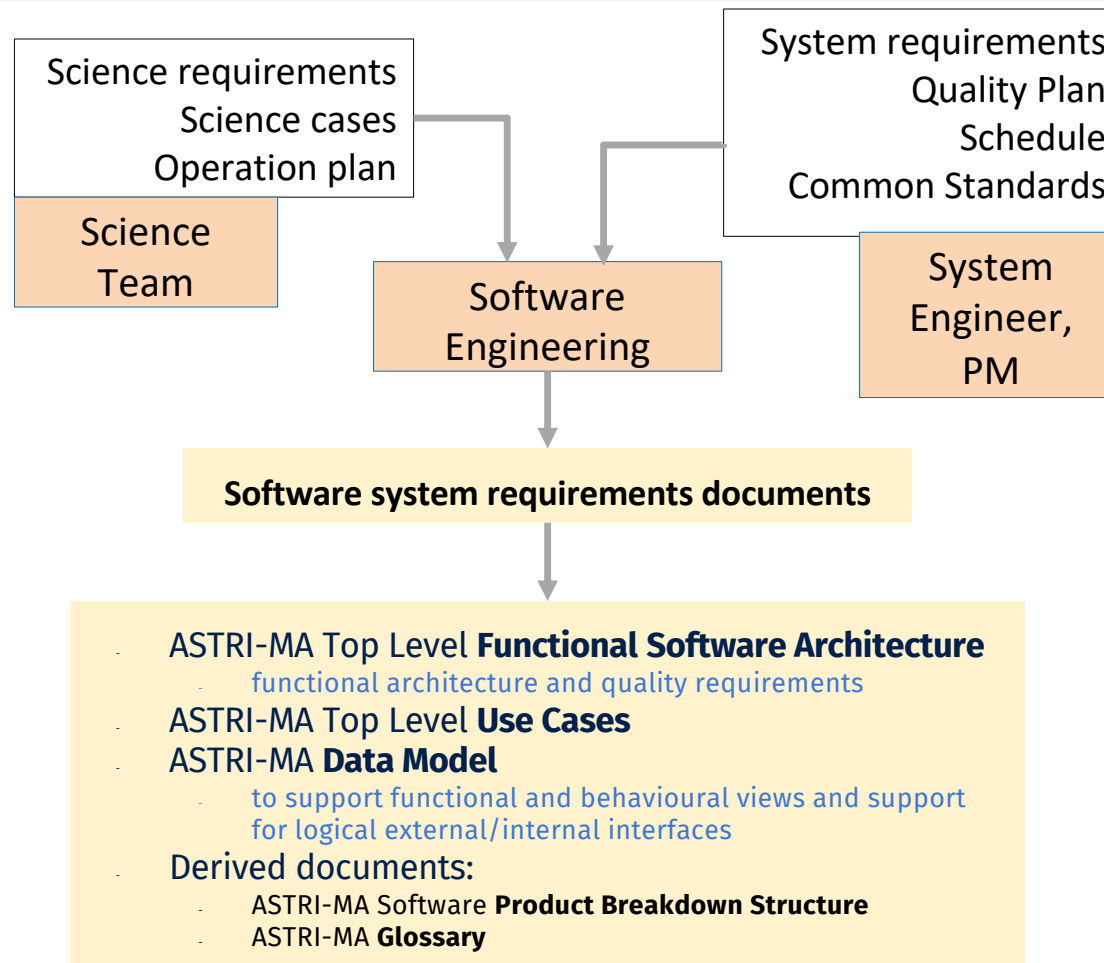 Science requirements
Science cases
Operation plan
Science
Team
System requirements
Quality Plan
Schedule
Common Standards
System
Engineer,
PM
Software
Engineering
Software system requirements documents
- ASTRI-MA Top Level Functional Software Architecture
- functional architecture and quality requirements
- ASTRI-MA Top Level Use Cases
- ASTRI-MA Data Model
- to support functional and behavioural views and support
for logical external/internal interfaces
- Derived documents:
- ASTRI-MA Software Product Breakdown Structure
- ASTRI-MA Glossary